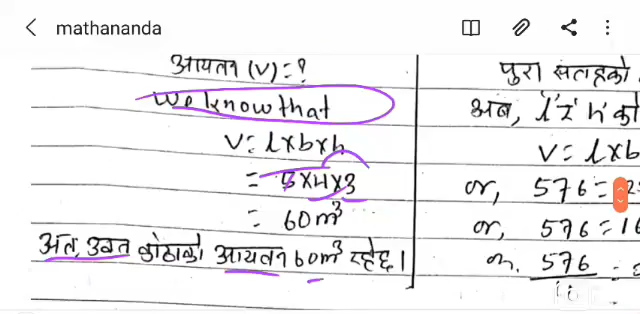 mathananda
आयतन (V) = ?
We know that
V = l×b×h
= 5×4×3
= 60m³
अतः उक्त कोठाको आयतन 60m³ रहेछ।
पुरा सतहको
अब, 'l' र 'h' को
V = l×b
or, 576 =
or, 576 = 16
or, 576